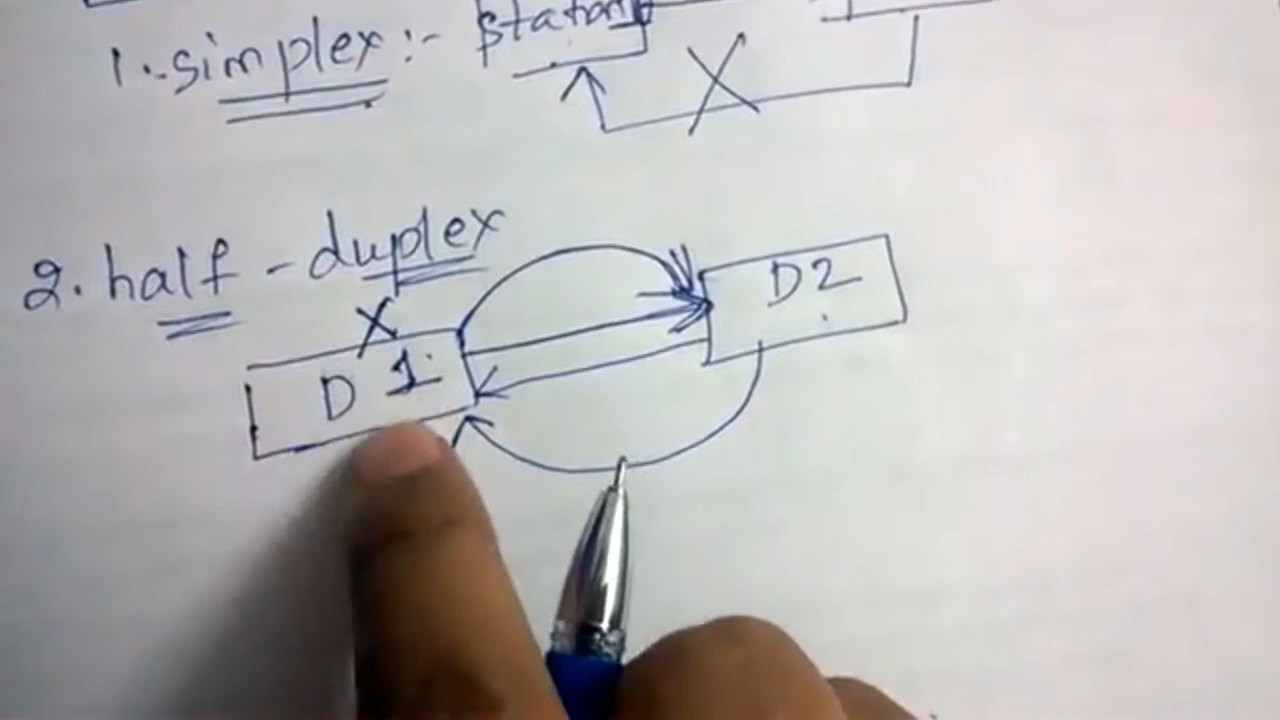 1. simplex :- station
2. half - duplex
X
D 1
D2